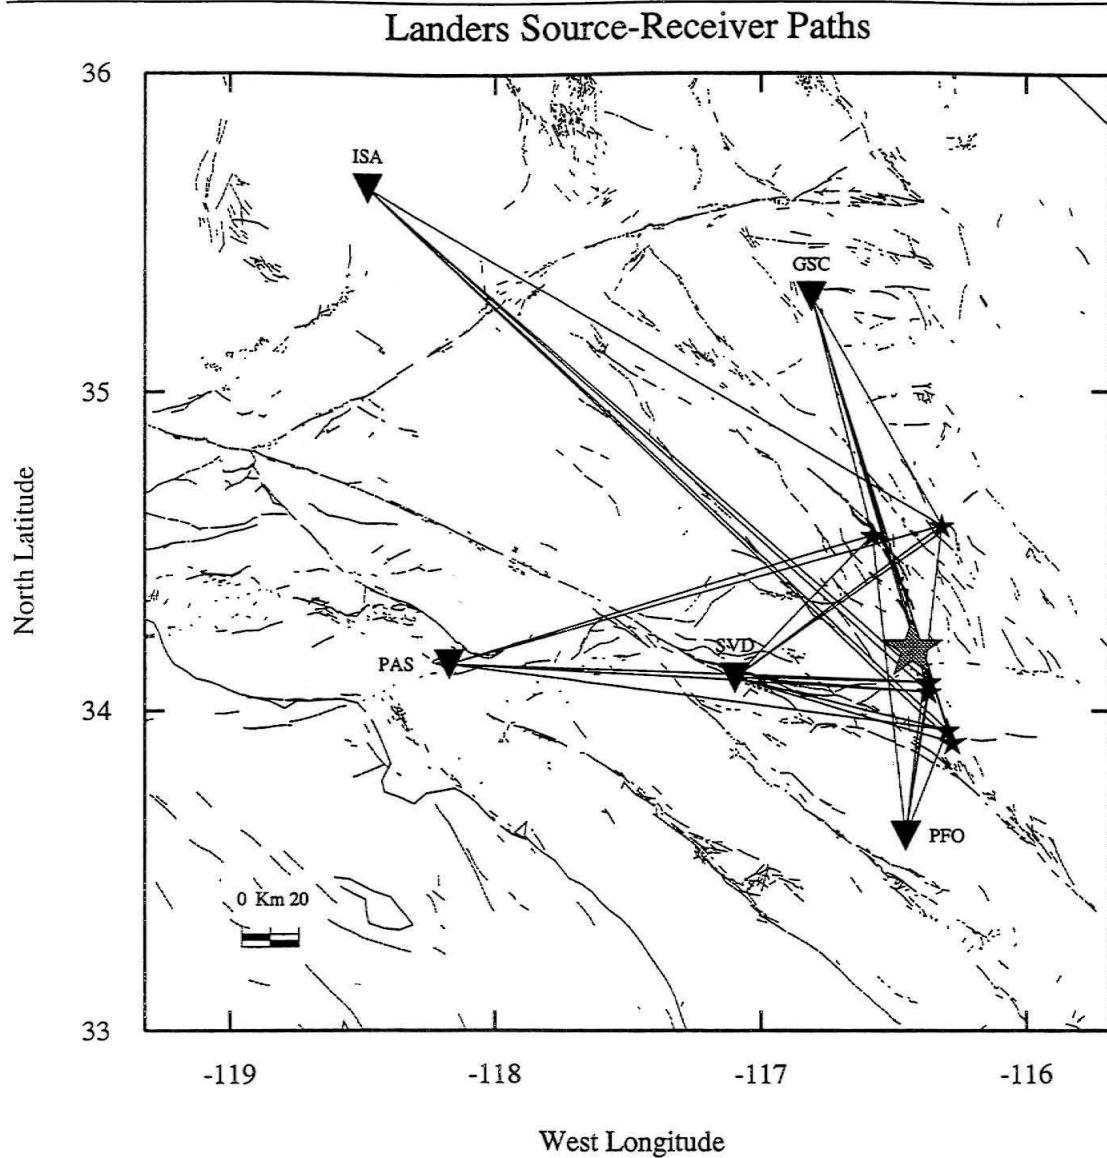 Landers Source-Receiver Paths
36
ISA
GSC
35
North Latitude
SVD
PAS
34
PFO
0 Km 20
33
-119 -118 -117 -116
West Longitude